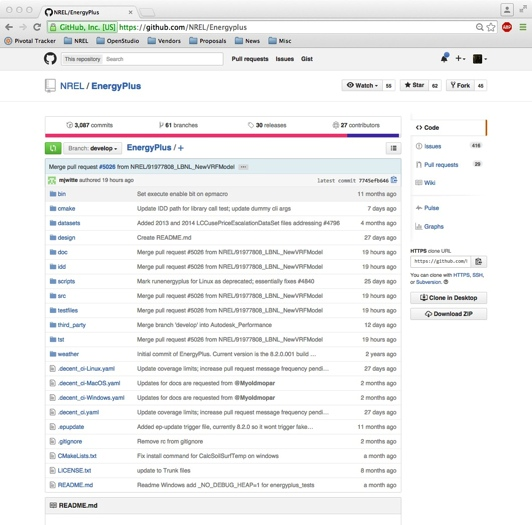 NREL/EnergyPlus
GitHub, Inc. [US] https://github.com/NREL/Energyplus
Pivotal Tracker NREL OpenStudio Vendors Proposals News Misc
This repository Search Pull requests Issues Gist
NREL / EnergyPlus Watch 55 Star 62 Fork 45
3,087 commits 61 branches 30 releases 27 contributors
Branch: develop EnergyPlus / +
Merge pull request #5026 from NREL/91977808_LBNL_NewVRFModel
mjwitte authored 19 hours ago latest commit 7745efb646
bin Set execute enable bit on epmacro 11 months ago
cmake Update IDD path for library call test; update dummy cli args 7 days ago
datasets Added 2013 and 2014 LCCusePriceEscalationDataSet files addressing #4796 4 months ago
design Create README.md 27 days ago
doc Merge pull request #5026 from NREL/91977808_LBNL_NewVRFModel 19 hours ago
idd Merge pull request #5026 from NREL/91977808_LBNL_NewVRFModel 19 hours ago
scripts Mark runenergyplus for Linux as deprecated; essentially fixes #4840 25 days ago
src Merge pull request #5026 from NREL/91977808_LBNL_NewVRFModel 19 hours ago
testfiles Merge pull request #5026 from NREL/91977808_LBNL_NewVRFModel 19 hours ago
third_party Merge branch 'develop' into Autodesk_Performance 12 days ago
tst Merge pull request #5026 from NREL/91977808_LBNL_NewVRFModel 19 hours ago
weather Initial commit of EnergyPlus. Current version is the 8.2.0.001 build ... 2 years ago
.decent_ci-Linux.yaml Update coverage limits; increase pull request message frequency pendi... 27 days ago
.decent_ci-MacOS.yaml Updates for docs are requested from @Myoldmopar 2 months ago
.decent_ci-Windows.yaml Updates for docs are requested from @Myoldmopar 2 months ago
.decent_ci.yaml Update coverage limits; increase pull request message frequency pendi... 27 days ago
.epupdate Added ep-update trigger file, currently 8.2.0 so it wont trigger fake... 11 months ago
.gitignore Remove rc from gitignore 2 months ago
CMakeLists.txt Fix install command for CalcSoilSurfTemp on windows a month ago
LICENSE.txt update to Trunk files 8 months ago
README.md Readme Windows add _NO_DEBUG_HEAP=1 for energyplus_tests a month ago
README.md
Code
Issues 416
Pull requests 26
Wiki
Pulse
Graphs
HTTPS clone URL
https://github.com/
You can clone with HTTPS, SSH,
or Subversion.
Clone in Desktop
Download ZIP